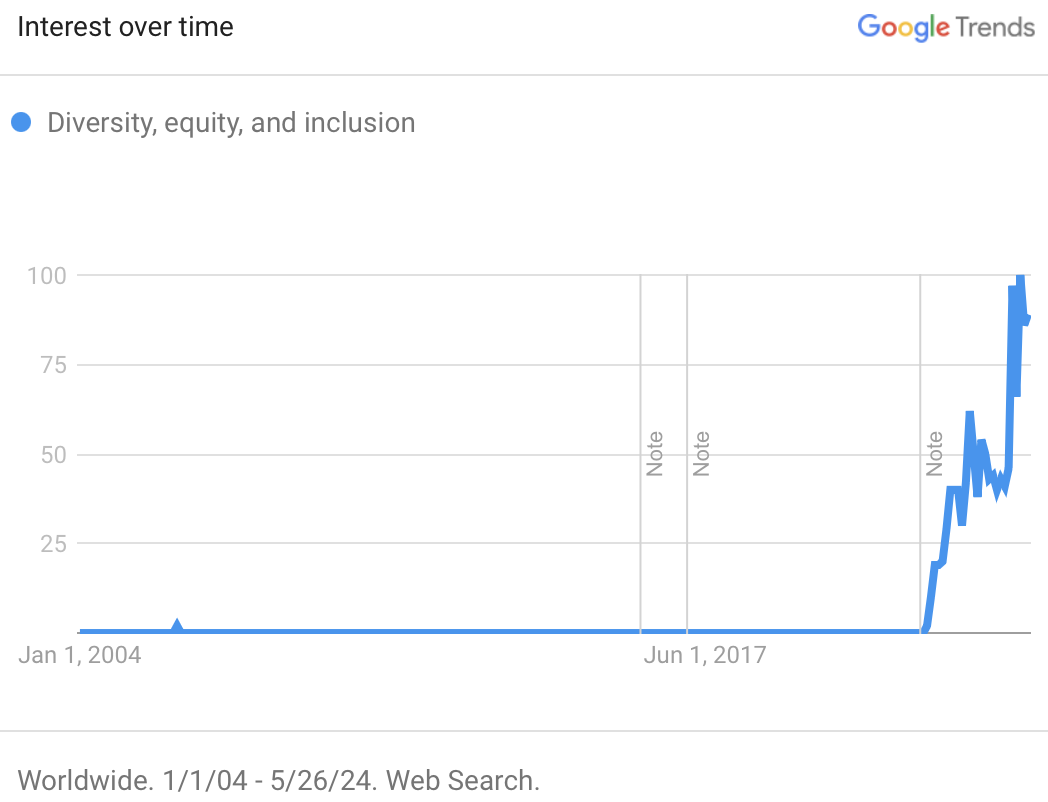 Interest over time
Google Trends
Diversity, equity, and inclusion
100
75
50
25
Note
Note
Note
Jan 1, 2004
Jun 1, 2017
Worldwide. 1/1/04 - 5/26/24. Web Search.